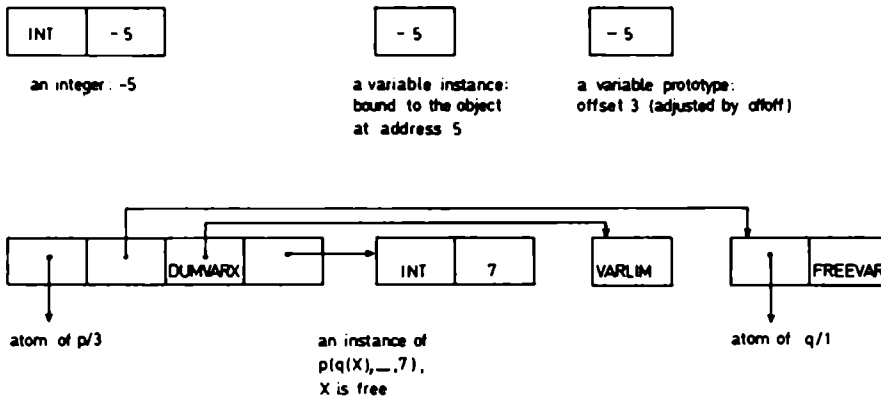 INT - 5
- 5
- 5
an integer: -5
a variable instance:
bound to the object
at address 5
a variable prototype:
offset 3 (adjusted by offoff)
DUMVARX
INT 7
VARLIM
FREEVAR
atom of p/3
an instance of
p(q(X),_,7),
X is free
atom of q/1